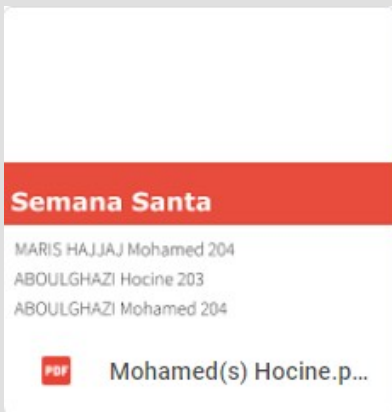 Semana Santa
MARIS HAJJAJ Mohamed 204
ABOULGHAZI Hocine 203
ABOULGHAZI Mohamed 204
PDF Mohamed(s) Hocine.p...